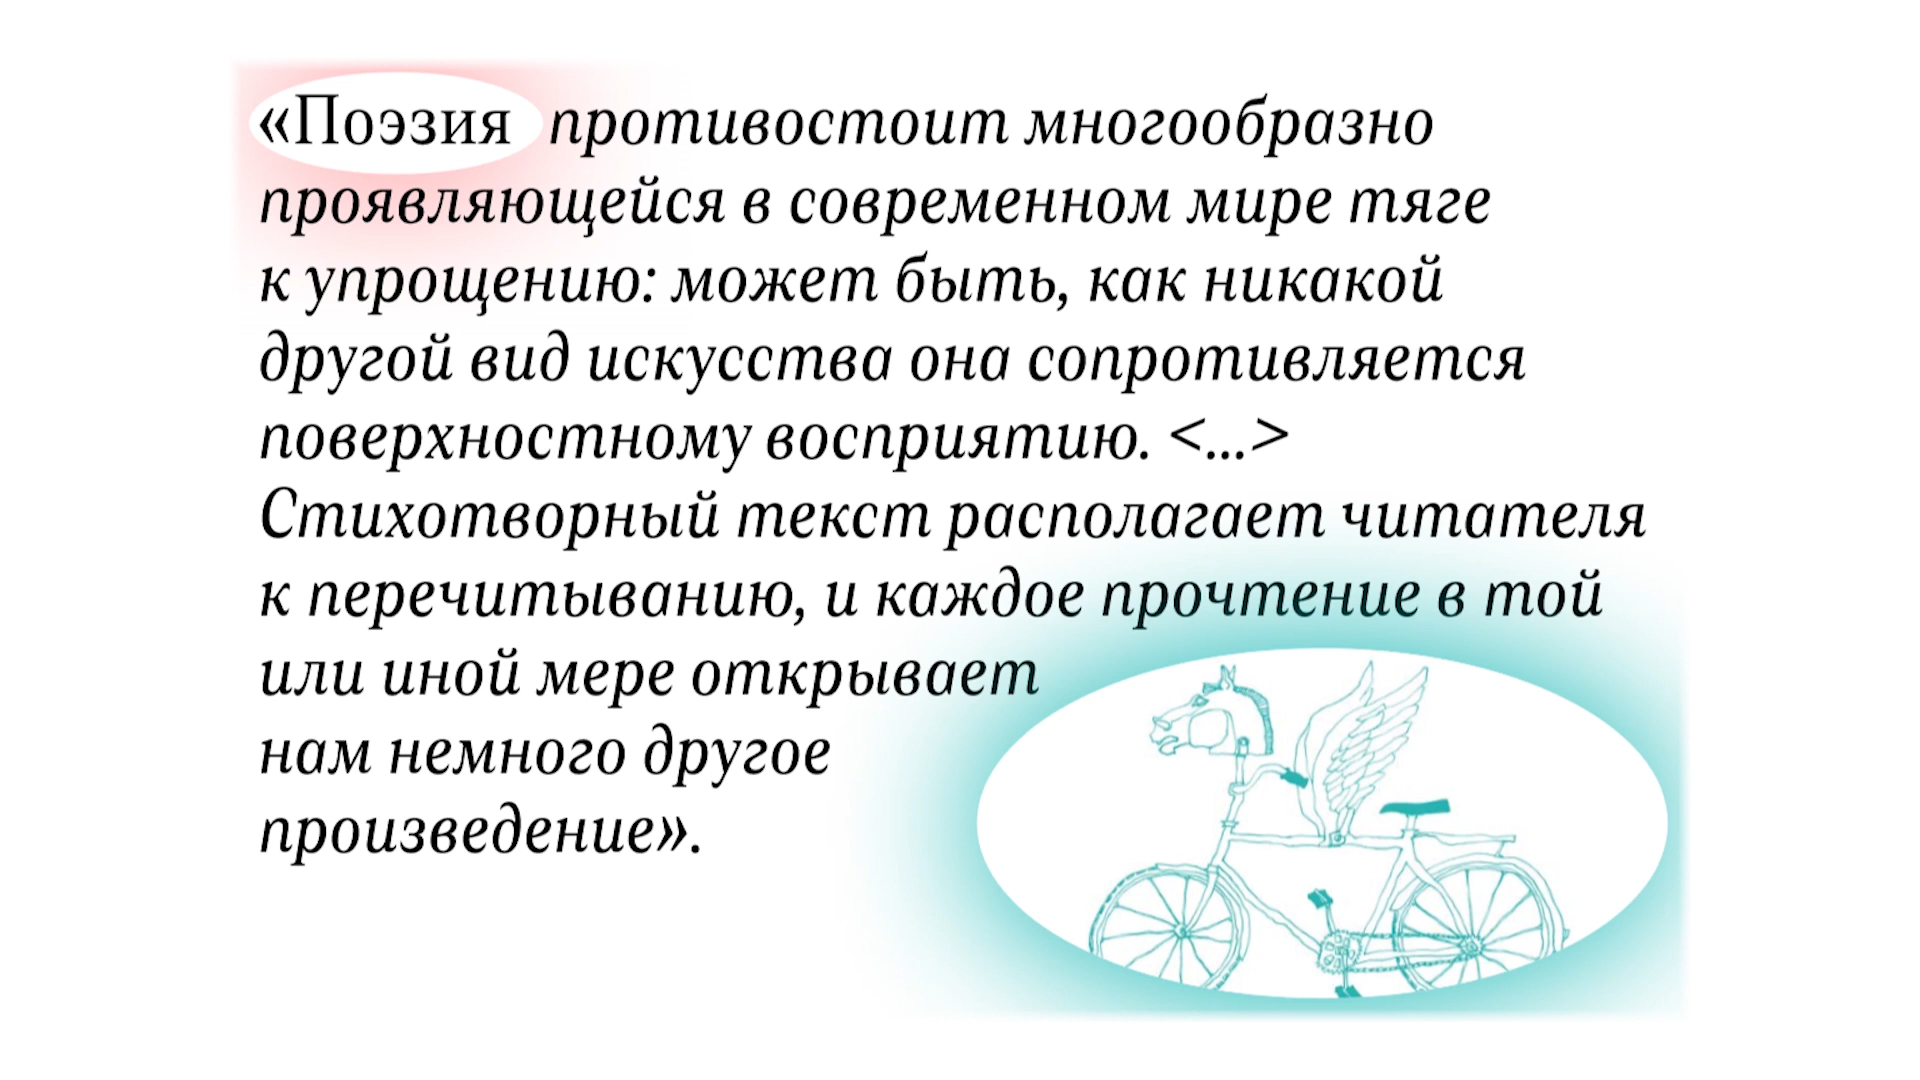 «Поэзия противостоит многообразно
проявляющейся в современном мире тяге
к упрощению: может быть, как никакой
другой вид искусства она сопротивляется
поверхностному восприятию. <...>
Стихотворный текст располагает читателя
к перечитыванию, и каждое прочтение в той
или иной мере открывает
нам немного другое
произведение».